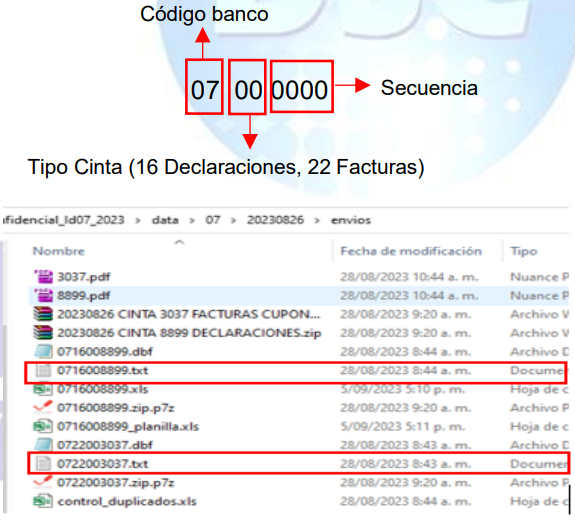 Código banco
07 00 0000 Secuencia
Tipo Cinta (16 Declaraciones, 22 Facturas)
nfidencial_ld07_2023 > data > 07 > 20230826 > envios
Nombre Fecha de modificación Tipo
3037.pdf 28/08/2023 10:44 a. m. Nuance P
8899.pdf 28/08/2023 10:44 a. m. Nuance P
20230826 CINTA 3037 FACTURAS CUPON... 28/08/2023 9:20 a. m. Archivo W
20230826 CINTA 8899 DECLARACIONES.zip 28/08/2023 9:20 a. m. Archivo W
0716008899.dbf 28/08/2023 8:44 a. m. Archivo D
0716008899.txt 28/08/2023 8:44 a. m. Documen
0716008899.xls 5/09/2023 5:10 p. m. Hoja de c
0716008899.zip.p7z 28/08/2023 9:20 a. m. Archivo P
0716008899_planilla.xls 5/09/2023 5:11 p. m. Hoja de c
0722003037.dbf 28/08/2023 8:43 a. m. Archivo D
0722003037.txt 28/08/2023 8:43 a. m. Documen
0722003037.zip.p7z 28/08/2023 9:20 a. m. Archivo P
control_duplicados.xls 28/08/2023 8:44 a. m. Hoja de c